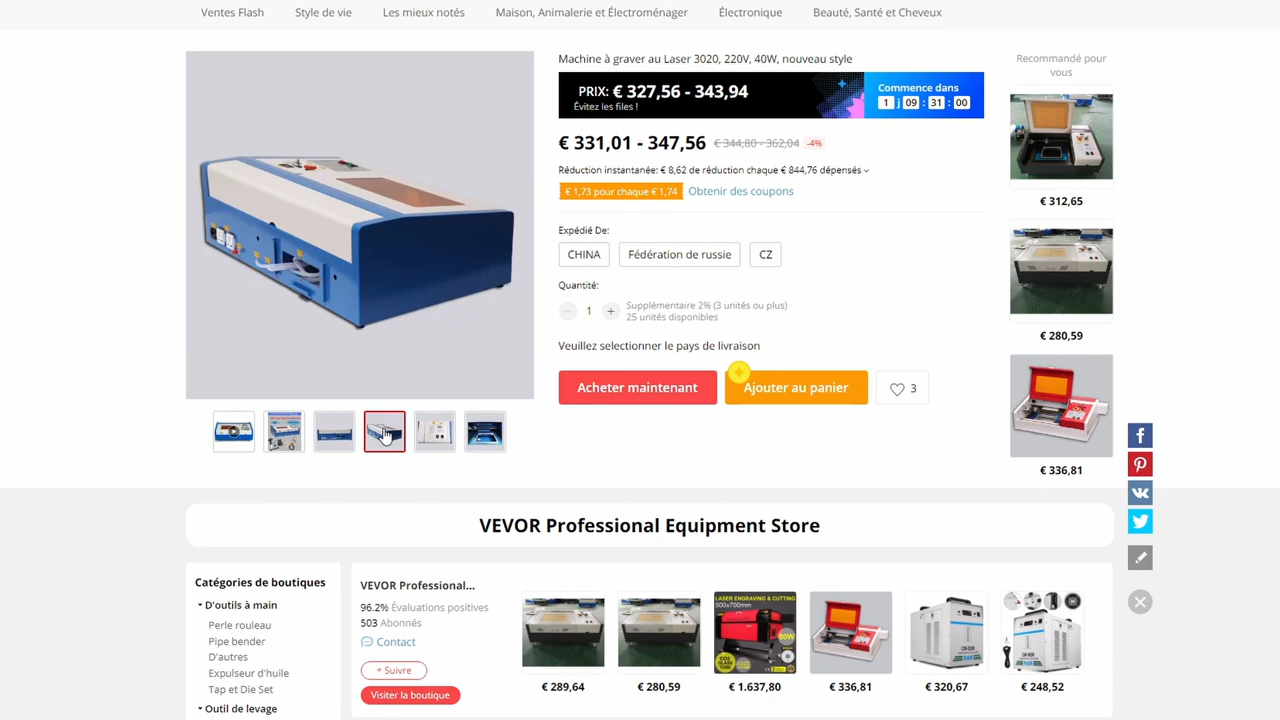 Ventes Flash Style de vie Les mieux notés Maison, Animalerie et Électroménager Électronique Beauté, Santé et Cheveux
Machine à graver au Laser 3020, 220V, 40W, nouveau style
PRIX: € 327,56 - 343,94
Évitez les files !
Commence dans
1 j 09 : 31 : 00
€ 331,01 - 347,56 € 344,80 - 362,04 -4%
Réduction instantanée: € 8,62 de réduction chaque € 844,76 dépensés
€ 1,73 pour chaque € 1,74 Obtenir des coupons
Expédié De:
CHINA Fédération de russie CZ
Quantité:
1
Supplémentaire 2% (3 unités ou plus)
25 unités disponibles
Veuillez selectionner le pays de livraison
Acheter maintenant Ajouter au panier 3
Recommandé pour
vous
€ 312,65
€ 280,59
€ 336,81
VEVOR Professional Equipment Store
Catégories de boutiques
D'outils à main
Perle rouleau
Pipe bender
D'autres
Expulseur d'huile
Tap et Die Set
Outil de levage
VEVOR Professional...
96.2% Évaluations positives
503 Abonnés
Contact
+ Suivre
Visiter la boutique
LASER ENGRAVING & CUTTING
500x700mm
80W
€ 289,64 € 280,59 € 1.637,80 € 336,81 € 320,67 € 248,52